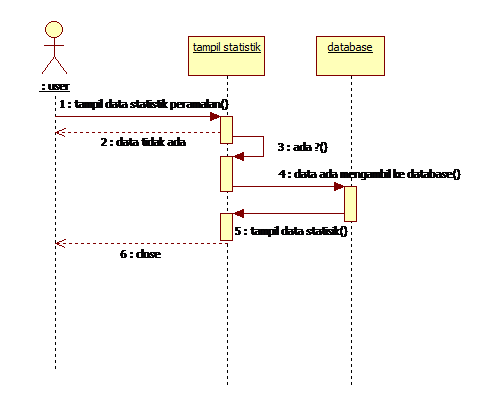 tampil statistik
database
: user
1 : tampil data statistik peramalan()
2 : data tidak ada
3 : ada ?()
4 : data ada mengambil ke database()
5 : tampil data statisik()
6 : close